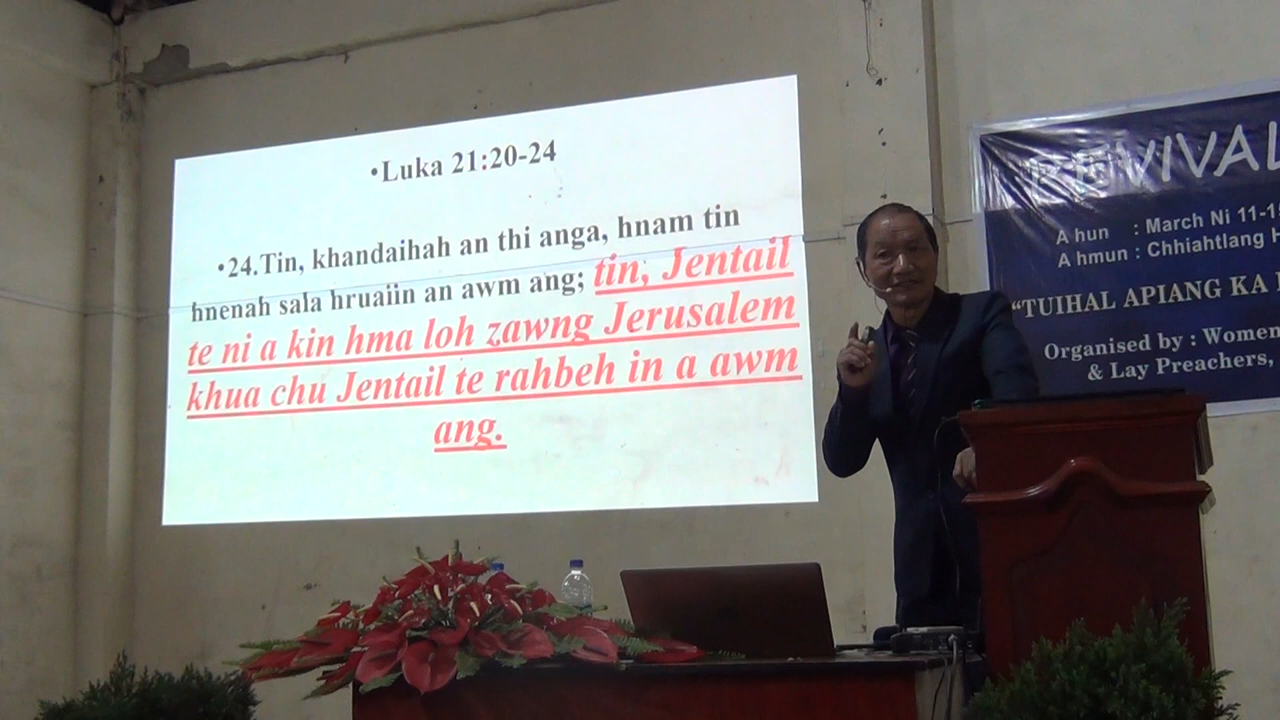 •Luka 21:20-24
•24.Tin, khandaihah an thi anga, hnam tin
hnenah sala hruaiin an awm ang; tin, Jentail
te ni a kin hma loh zawng Jerusalem
khua chu Jentail te rahbeh in a awm
ang.
REVIVAL
A hun : March Ni 11-1
A hmun : Chhiahtlang H
“TUIHAL APIANG KA
Organised by : Women
& Lay Preachers,